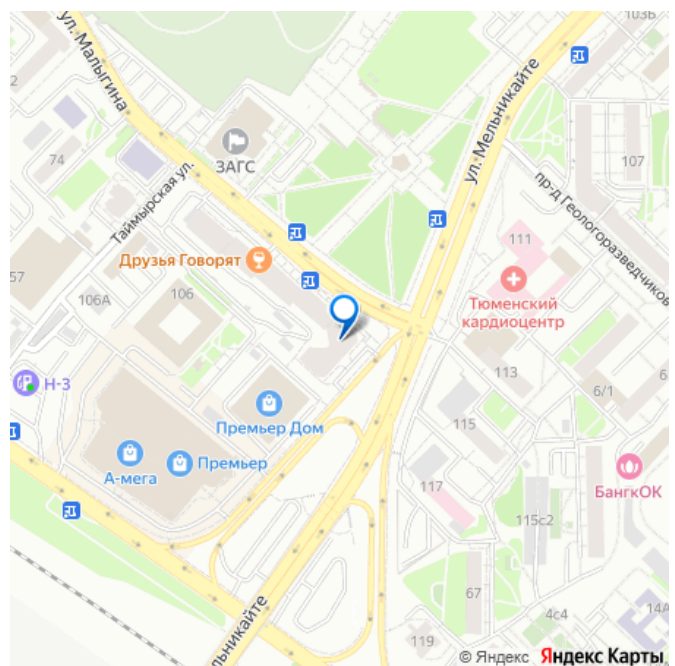 103Б
ул. Малыгина
ул. Мельникайте
2
74
ЗАГС
107
Таймырская ул.
пр-д Геологоразведчиков
111
Друзья Говорят
57
106А
106
Тюменский
кардиоцентр
Н-3
113
6/1
6
115
Премьер Дом
А-мега
Премьер
БангкОК
117
115с2
67
4с4
14А
119
льникайте
© Яндекс Яндекс Карты